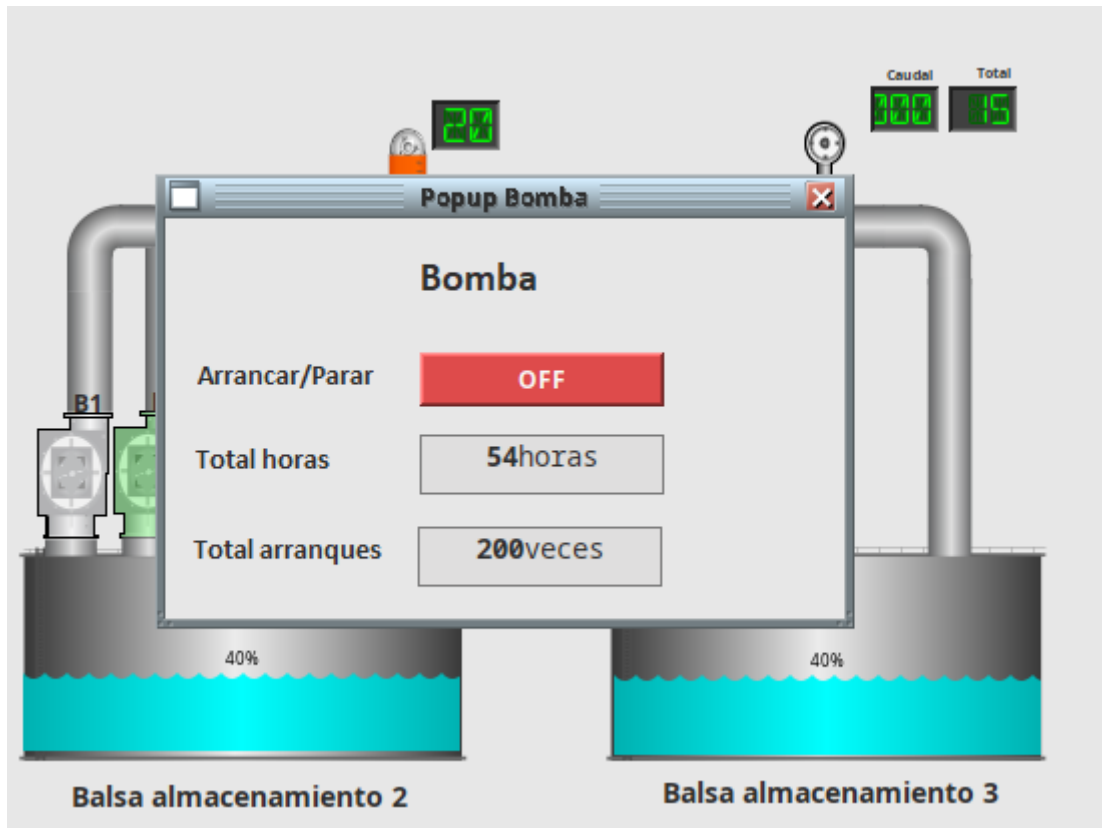 Caudal Total
20
000 15
Popup Bomba
Bomba
Arrancar/Parar OFF
B1
Total horas 54horas
Total arranques 200veces
40% 40%
Balsa almacenamiento 2 Balsa almacenamiento 3